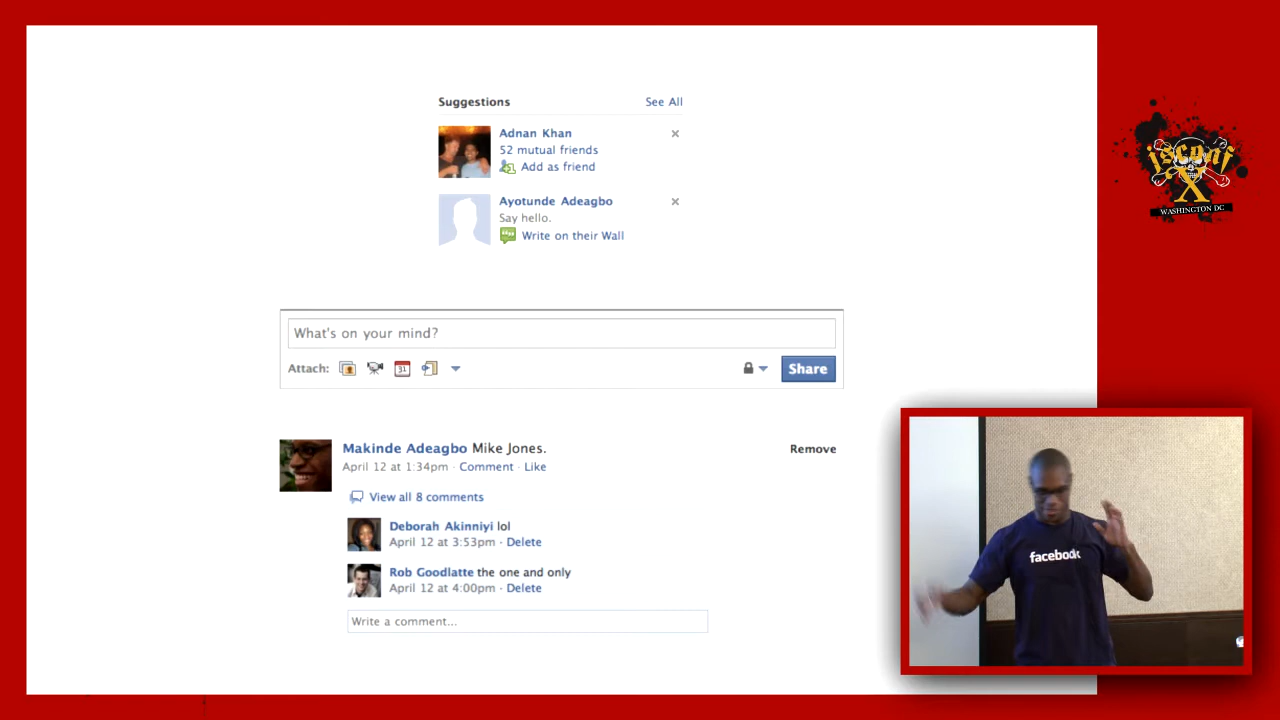 Suggestions See All
Adnan Khan
52 mutual friends
Add as friend
Ayotunde Adeagbo
Say hello.
Write on their Wall
What's on your mind?
Attach: 31 Share
Makinde Adeagbo Mike Jones. Remove
April 12 at 1:34pm · Comment · Like
View all 8 comments
Deborah Akinniyi lol
April 12 at 3:53pm · Delete
Rob Goodlatte the one and only
April 12 at 4:00pm · Delete
Write a comment...
jsconf
X
WASHINGTON DC
facebook